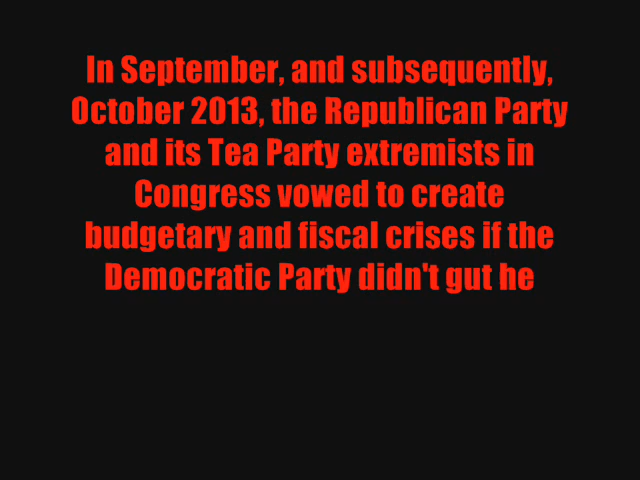 In September, and subsequently,
October 2013, the Republican Party
and its Tea Party extremists in
Congress vowed to create
budgetary and fiscal crises if the
Democratic Party didn't gut he